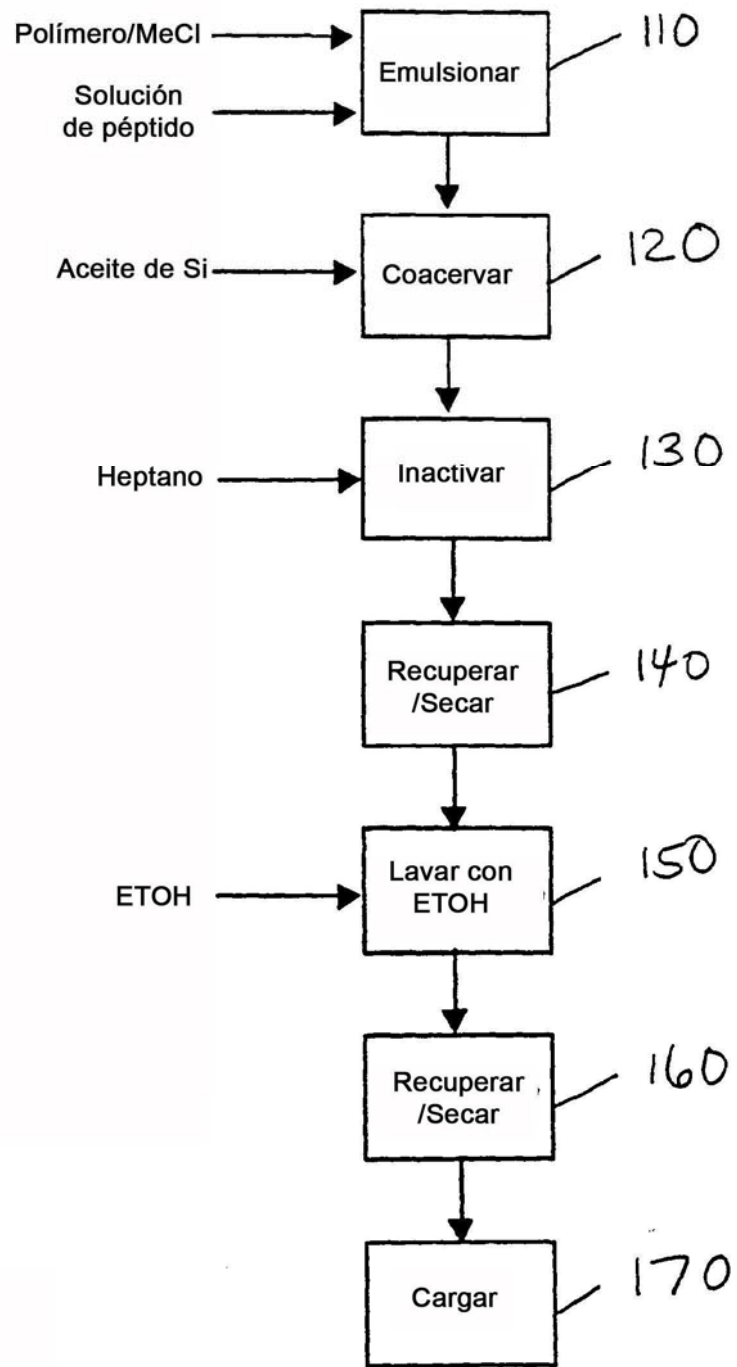 Polímero/MeCl
Emulsionar
110
Solución
de péptido
Aceite de Si
Coacervar
120
Heptano
Inactivar
130
Recuperar
/Secar
140
ETOH
Lavar con
ETOH
150
Recuperar
/Secar
160
Cargar
170